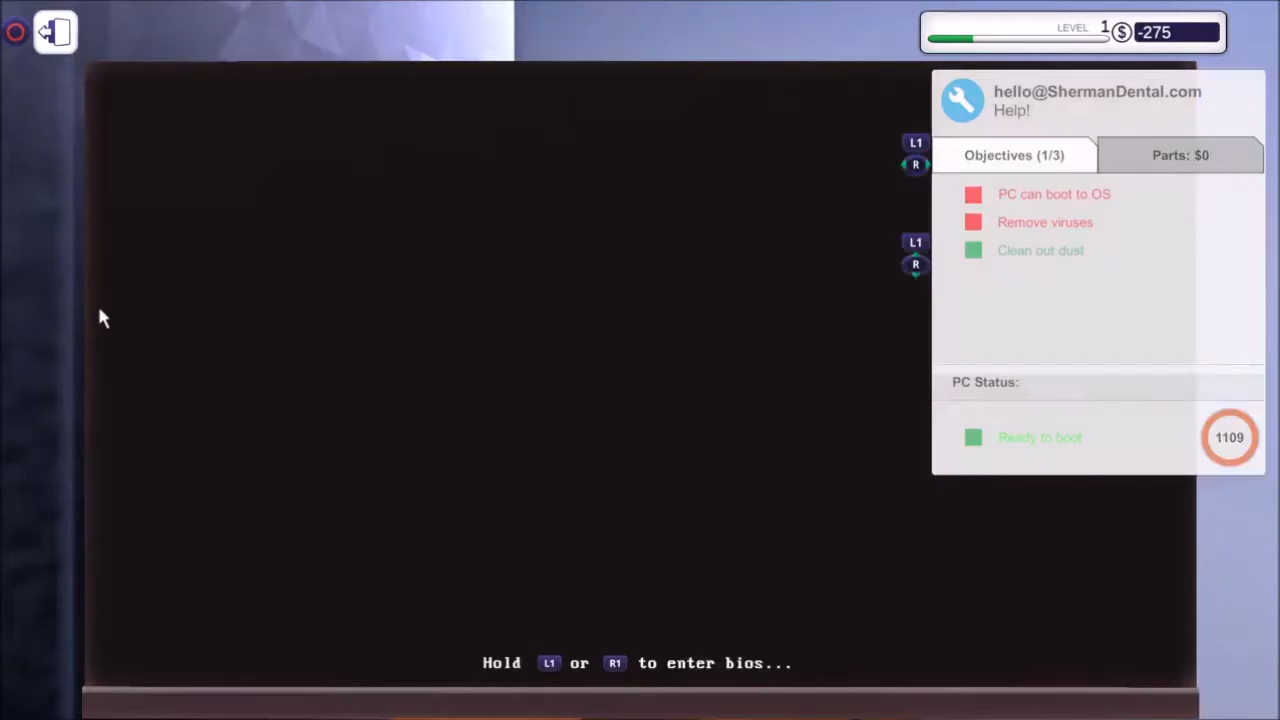 LEVEL 1 $ -275
hello@ShermanDental.com
Help!
L1
R
Objectives (1/3)
Parts: $0
PC can boot to OS
Remove viruses
L1
R
Clean out dust
PC Status:
Ready to boot
1109
Hold L1 or R1 to enter bios...